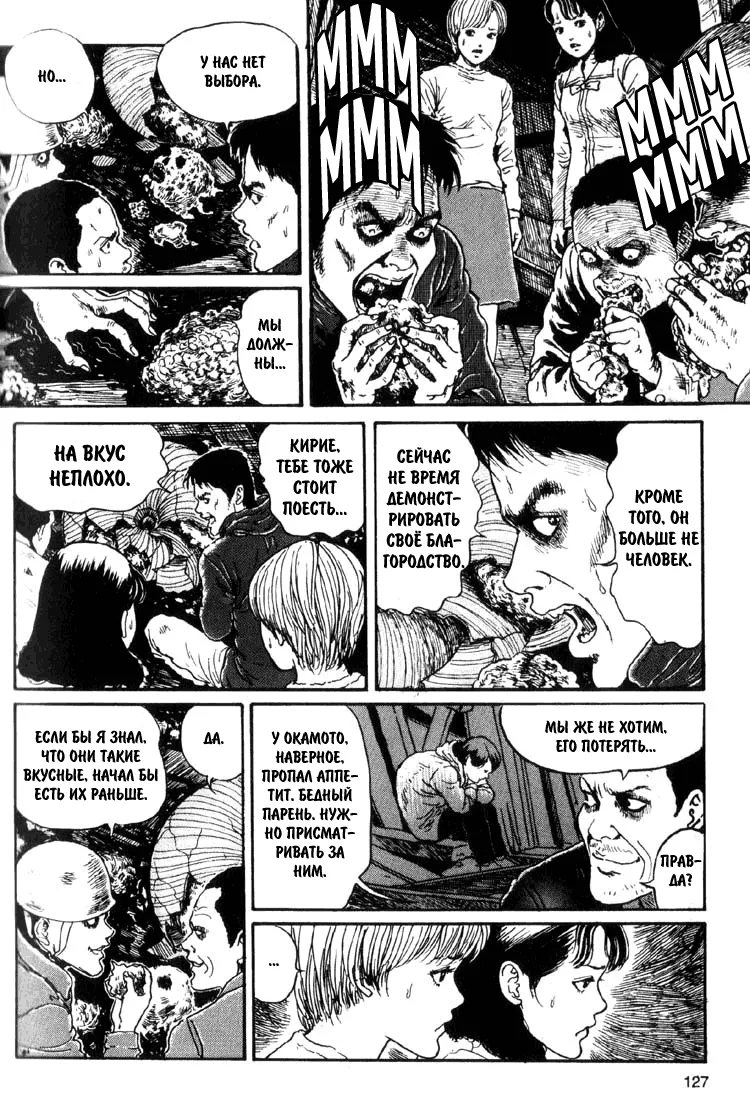 НО...
У НАС НЕТ
ВЫБОРА.
МЫ
ДОЛЖ-
НЫ...
МММ
МММ
МММ
МММ
НА ВКУС
НЕПЛОХО.
КИРИЕ,
ТЕБЕ ТОЖЕ
СТОИТ
ПОЕСТЬ...
СЕЙЧАС
НЕ ВРЕМЯ
ДЕМОНСТ-
РИРОВАТЬ
СВОЁ БЛА-
ГОРОДСТВО.
КРОМЕ
ТОГО, ОН
БОЛЬШЕ НЕ
ЧЕЛОВЕК.
ЕСЛИ БЫ Я ЗНАЛ,
ЧТО ОНИ ТАКИЕ
ВКУСНЫЕ, НАЧАЛ БЫ
ЕСТЬ ИХ РАНЬШЕ.
ДА.
У ОКАМОТО,
НАВЕРНОЕ,
ПРОПАЛ АППЕ-
ТИТ. БЕДНЫЙ
ПАРЕНЬ. НУЖ-
НО ПРИСМАТ-
РИВАТЬ ЗА
НИМ.
МЫ ЖЕ НЕ ХОТИМ,
ЕГО ПОТЕРЯТЬ...
ПРАВ-
ДА?
...
127